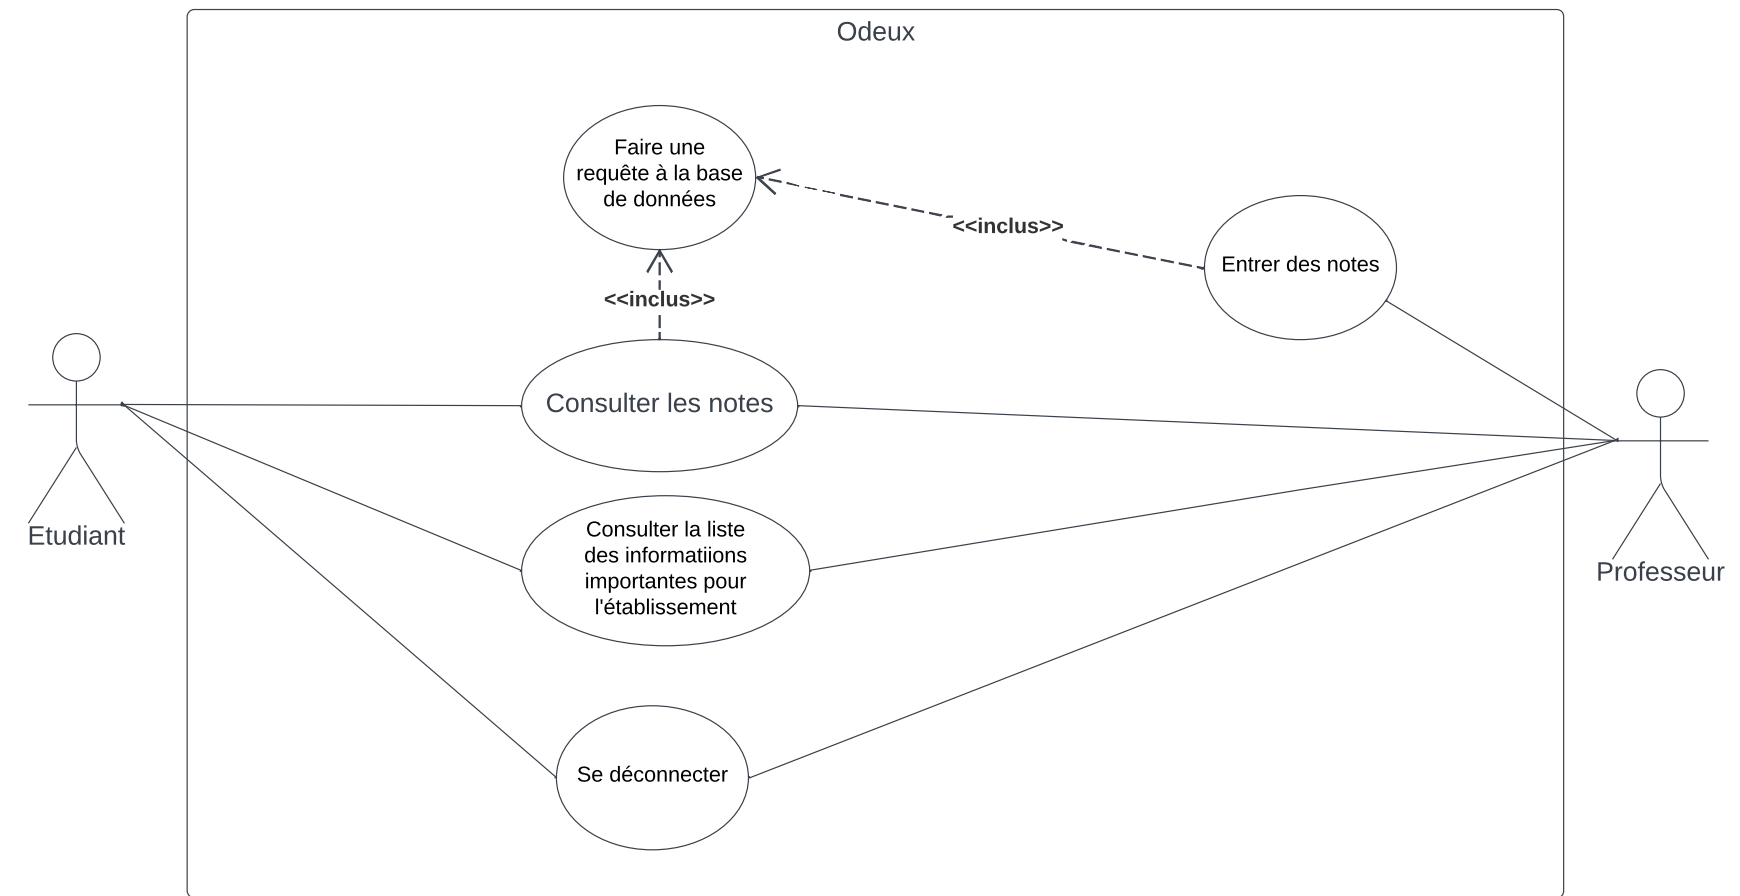 Odeux
Faire une
requête à la base
de données
<<inclus>>
Entrer des notes
<<inclus>>
Consulter les notes
Etudiant
Consulter la liste
des informatiions
importantes pour
l'établissement
Professeur
Se déconnecter